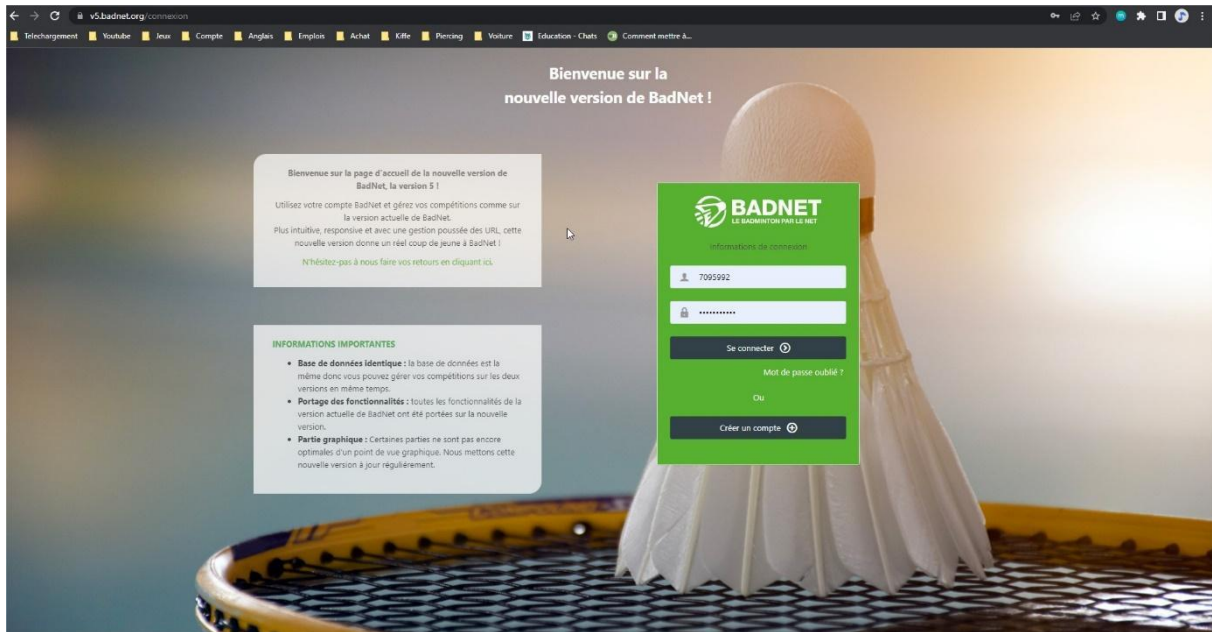 v5.badnet.org/connexion
Telechargement Youtube Jeux Compte Anglais Emplois Achat Kiffe Piercing Voiture Education - Chats Comment mettre à...
Bienvenue sur la
nouvelle version de BadNet !
Bienvenue sur la page d'accueil de la nouvelle version de
BadNet, la version 5 !
Utilisez votre compte BadNet et gérez vos compétitions comme sur
la version actuelle de BadNet.
Plus intuitive, responsive et avec une gestion poussée des URL, cette
nouvelle version donne un réel coup de jeune à BadNet !
N'hésitez-pas à nous faire vos retours en cliquant ici.
INFORMATIONS IMPORTANTES
• Base de données identique : la base de données est la
même donc vous pouvez gérer vos compétitions sur les deux
versions en même temps.
• Portage des fonctionnalités : toutes les fonctionnalités de la
version actuelle de BadNet ont été portées sur la nouvelle
version.
• Partie graphique : Certaines parties ne sont pas encore
optimales d'un point de vue graphique. Nous mettons cette
nouvelle version à jour régulièrement.
BADNET
LE BADMINTON PAR LE NET
Informations de connexion
7095992
•••••••••••
Se connecter
Mot de passe oublié ?
Ou
Créer un compte